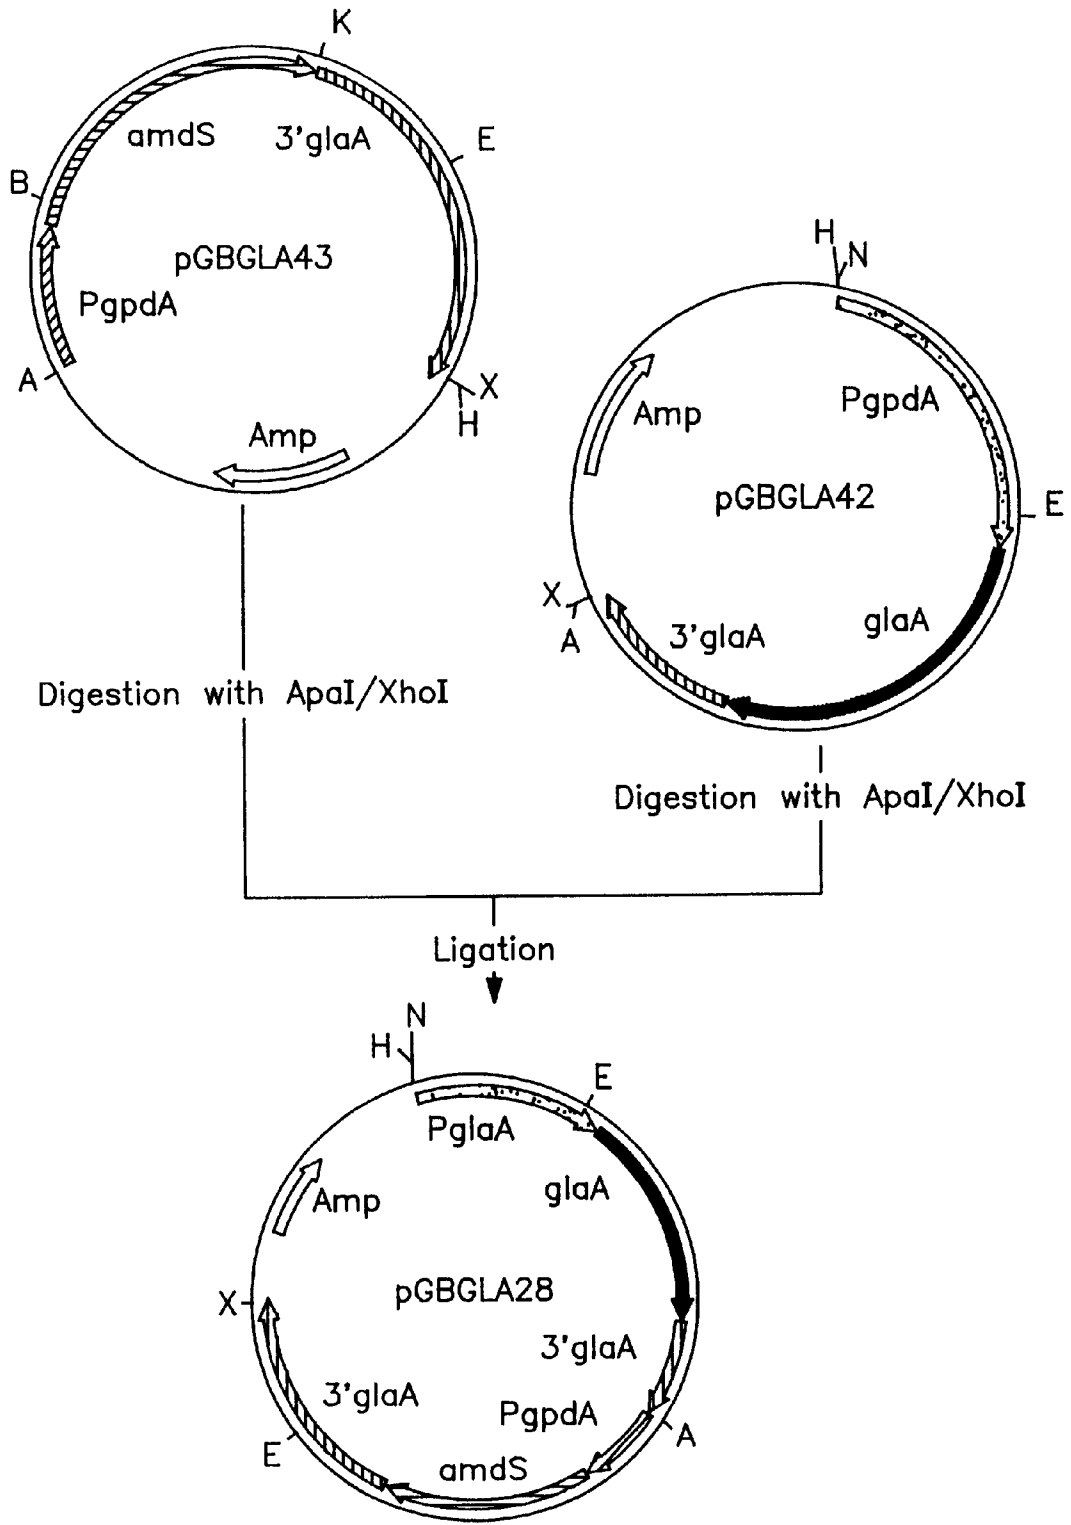 K
amdS
3'glaA
E
B
pGBGLA43
PgpdA
A
X
H
Amp
H
N
PgpdA
Amp
pGBGLA42
E
X
A
3'glaA
glaA
Digestion with ApaI/XhoI
Digestion with ApaI/XhoI
Ligation
N
H
E
PglaA
glaA
Amp
pGBGLA28
X
3'glaA
3'glaA
PgpdA
A
E
amdS